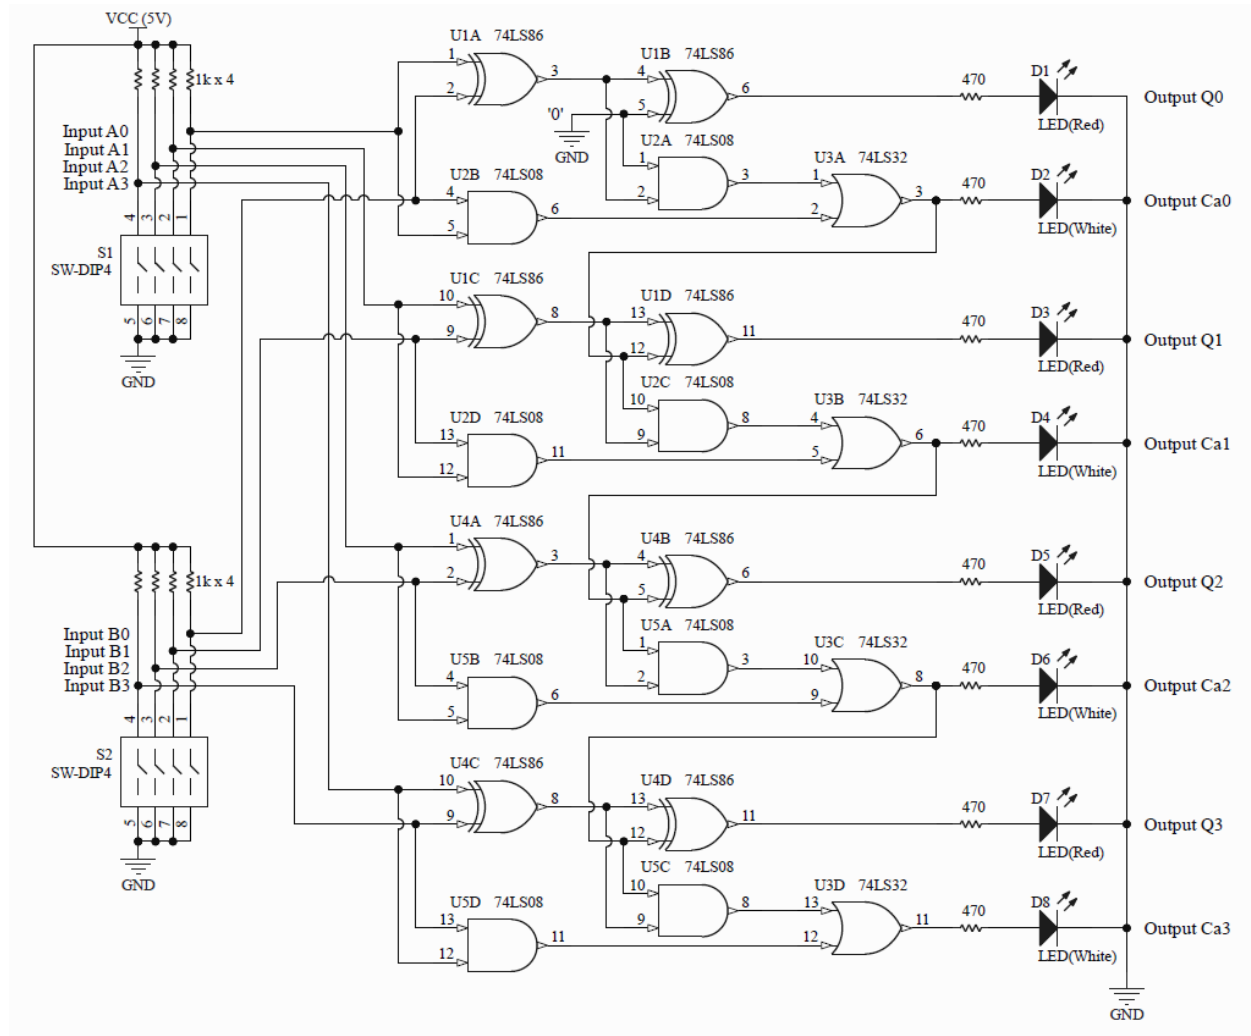 VCC (5V)
1k x 4
Input A0
Input A1
Input A2
Input A3
4 3 2 1
S1
SW-DIP4
5 6 7 8
GND
1k x 4
Input B0
Input B1
Input B2
Input B3
4 3 2 1
S2
SW-DIP4
5 6 7 8
GND
U1A 74LS86
1
2
3
U1B 74LS86
4
5
6
'0'
GND
U2A 74LS08
1
2
3
U2B 74LS08
4
5
6
U3A 74LS32
1
2
3
470
D1
LED(Red)
Output Q0
470
D2
LED(White)
Output Ca0
U1C 74LS86
10
9
8
U1D 74LS86
13
12
11
U2C 74LS08
10
9
8
U2D 74LS08
13
12
11
U3B 74LS32
4
5
6
470
D3
LED(Red)
Output Q1
470
D4
LED(White)
Output Ca1
U4A 74LS86
1
2
3
U4B 74LS86
4
5
6
U5A 74LS08
1
2
3
U5B 74LS08
4
5
6
U3C 74LS32
10
9
8
470
D5
LED(Red)
Output Q2
470
D6
LED(White)
Output Ca2
U4C 74LS86
10
9
8
U4D 74LS86
13
12
11
U5C 74LS08
10
9
8
U5D 74LS08
13
12
11
U3D 74LS32
13
12
11
470
D7
LED(Red)
Output Q3
470
D8
LED(White)
Output Ca3
GND